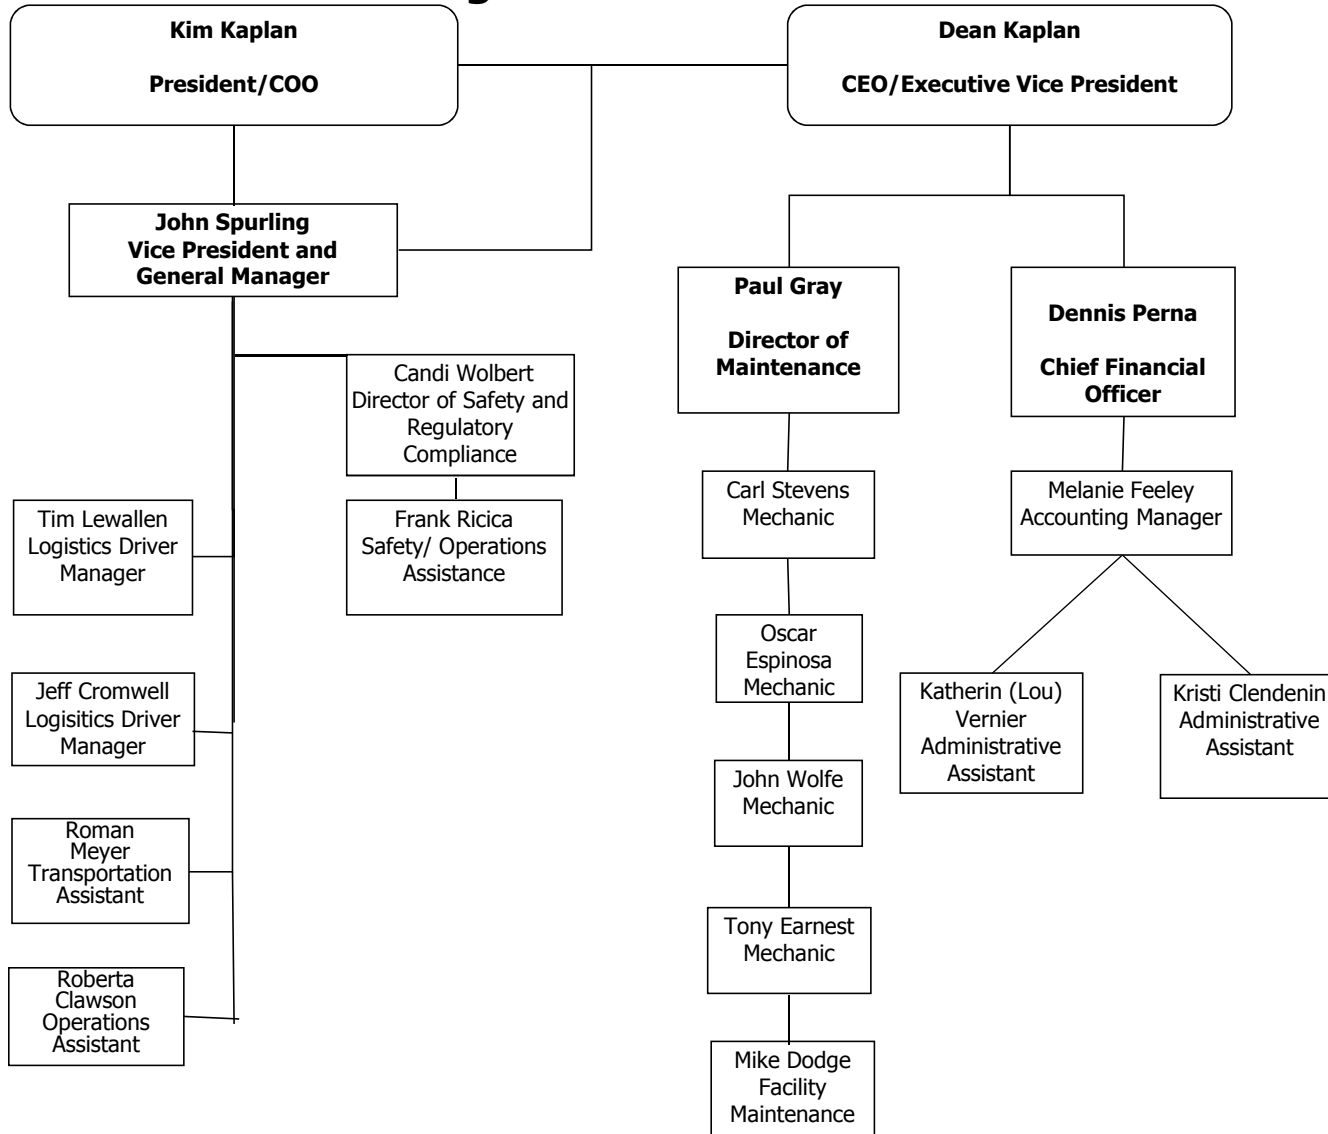 Kim Kaplan
President/COO
Dean Kaplan
CEO/Executive Vice President
John Spurling
Vice President and
General Manager
Paul Gray
Director of
Maintenance
Dennis Perna
Chief Financial
Officer
Candi Wolbert
Director of Safety and
Regulatory
Compliance
Frank Ricica
Safety/ Operations
Assistance
Tim Lewallen
Logistics Driver
Manager
Jeff Cromwell
Logisitics Driver
Manager
Roman
Meyer
Transportation
Assistant
Roberta
Clawson
Operations
Assistant
Carl Stevens
Mechanic
Oscar
Espinosa
Mechanic
John Wolfe
Mechanic
Tony Earnest
Mechanic
Mike Dodge
Facility
Maintenance
Melanie Feeley
Accounting Manager
Katherin (Lou)
Vernier
Administrative
Assistant
Kristi Clendenin
Administrative
Assistant